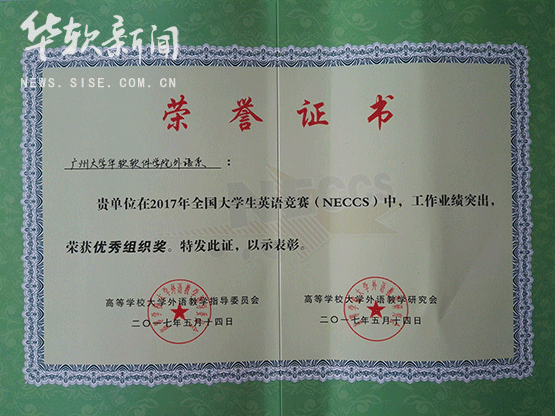 华软新闻
NEWS.SISE.COM.CN
荣誉证书
广州大学华软软件学院外语系：
NECCS
贵单位在2017年全国大学生英语竞赛（NECCS）中，工作业绩突出，
荣获优秀组织奖。特发此证，以示表彰。
高等学校大学外语教学指导委员会 高等学校大学外语教学研究会
二〇一七年五月十四日 二〇一七年五月十四日